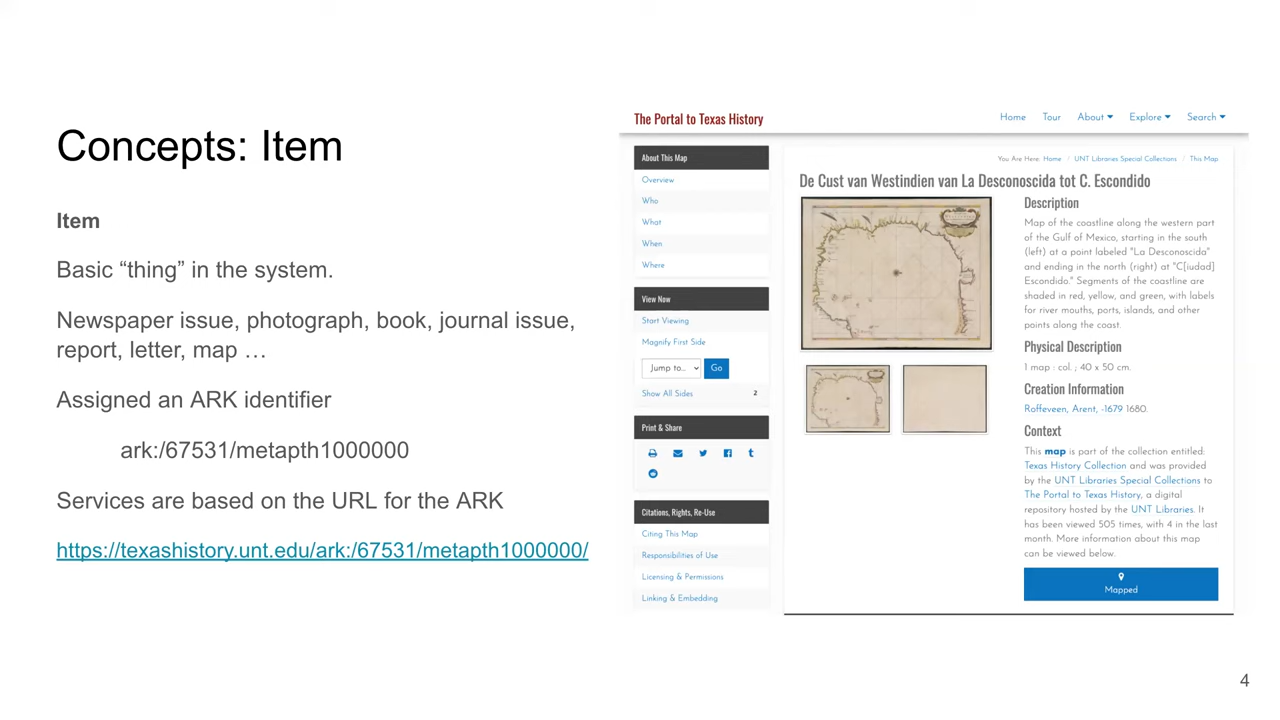 Concepts: Item
Item
Basic “thing” in the system.
Newspaper issue, photograph, book, journal issue,
report, letter, map …
Assigned an ARK identifier
ark:/67531/metapth1000000
Services are based on the URL for the ARK
https://texashistory.unt.edu/ark:/67531/metapth1000000/
The Portal to Texas History
Home Tour About Explore Search
About This Map
Overview
Who
What
When
Where
View Now
Start Viewing
Magnify First Side
Jump to... Go
Show All Sides 2
Print & Share
Citations, Rights, Re-Use
Citing This Map
Responsibilities of Use
Licensing & Permissions
Linking & Embedding
You Are Here: Home / UNT Libraries Special Collections / This Map
De Cust van Westindien van La Desconoscida tot C. Escondido
Description
Map of the coastline along the western part
of the Gulf of Mexico, starting in the south
(left) at a point labeled "La Desconoscida"
and ending in the north (right) at "C[iudad]
Escondido." Segments of the coastline are
shaded in red, yellow, and green, with labels
for river mouths, ports, islands, and other
points along the coast.
Physical Description
1 map : col. ; 40 x 50 cm.
Creation Information
Roffeveen, Arent, -1679 1680.
Context
This map is part of the collection entitled:
Texas History Collection and was provided
by the UNT Libraries Special Collections to
The Portal to Texas History, a digital
repository hosted by the UNT Libraries. It
has been viewed 505 times, with 4 in the last
month. More information about this map
can be viewed below.
Mapped
4